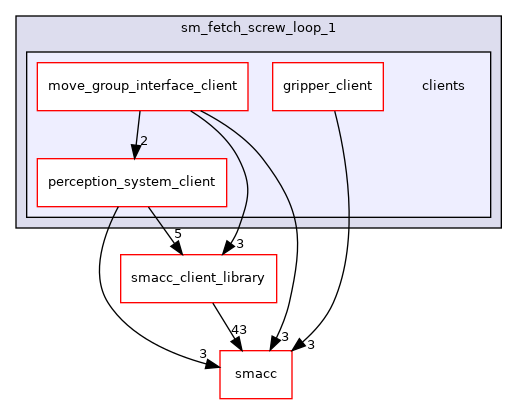 sm_fetch_screw_loop_1
move_group_interface_client
gripper_client
clients
2
perception_system_client
5
3
smacc_client_library
43
3
3
3
smacc